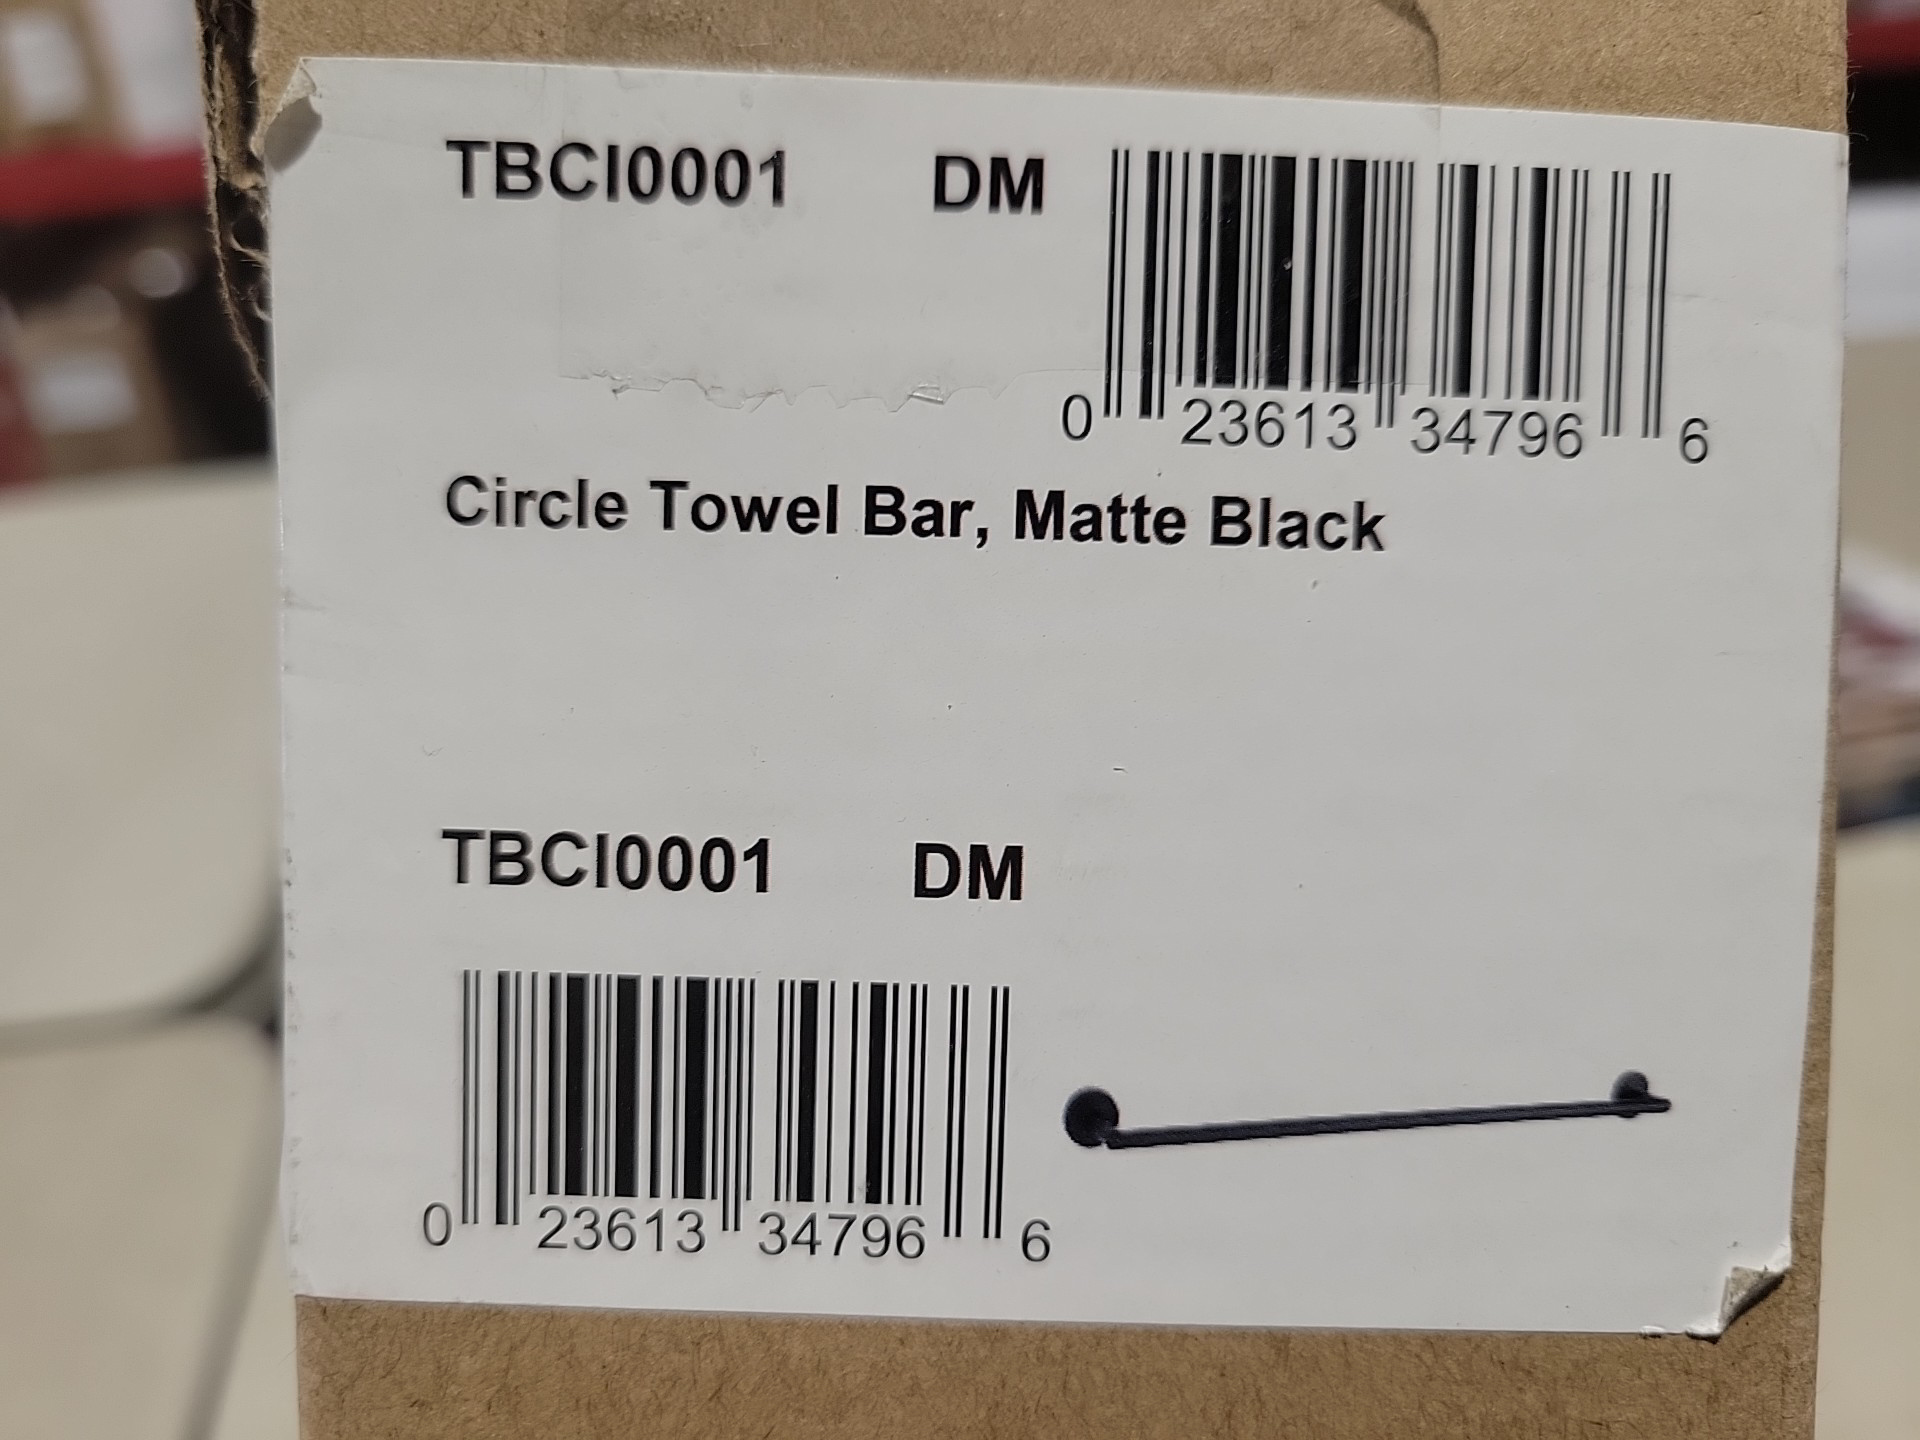 TBCI0001 DM
0 23613 34796 6
Circle Towel Bar, Matte Black
TBCI0001 DM
0 23613 34796 6